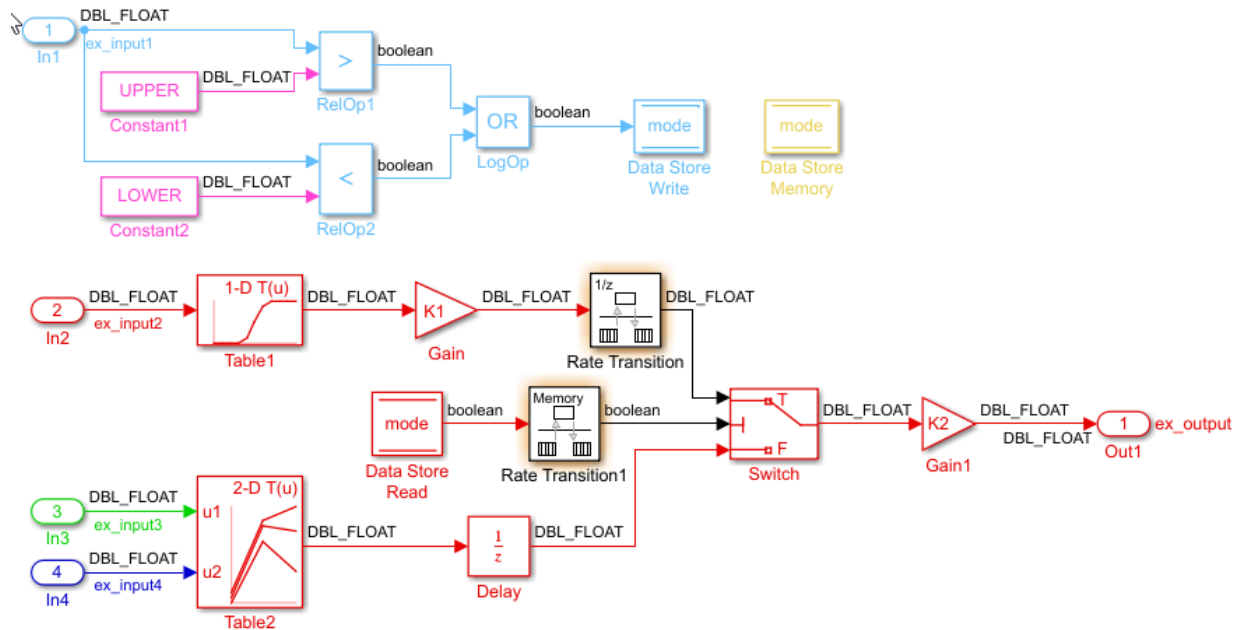 DBL_FLOAT
1
In1
ex_input1
UPPER
DBL_FLOAT
Constant1
>
RelOp1
boolean
OR
LogOp
boolean
mode
Data Store
Write
mode
Data Store
Memory
<
RelOp2
boolean
LOWER
DBL_FLOAT
Constant2
2
In2
DBL_FLOAT
ex_input2
1-D T(u)
Table1
DBL_FLOAT
K1
Gain
DBL_FLOAT
1/z
Rate Transition
DBL_FLOAT
mode
Data Store
Read
boolean
Memory
Rate Transition1
boolean
T
F
Switch
DBL_FLOAT
K2
Gain1
DBL_FLOAT
DBL_FLOAT
1
Out1
ex_output
3
In3
DBL_FLOAT
ex_input3
4
In4
DBL_FLOAT
ex_input4
2-D T(u)
u1
u2
Table2
DBL_FLOAT
1
z
Delay
DBL_FLOAT